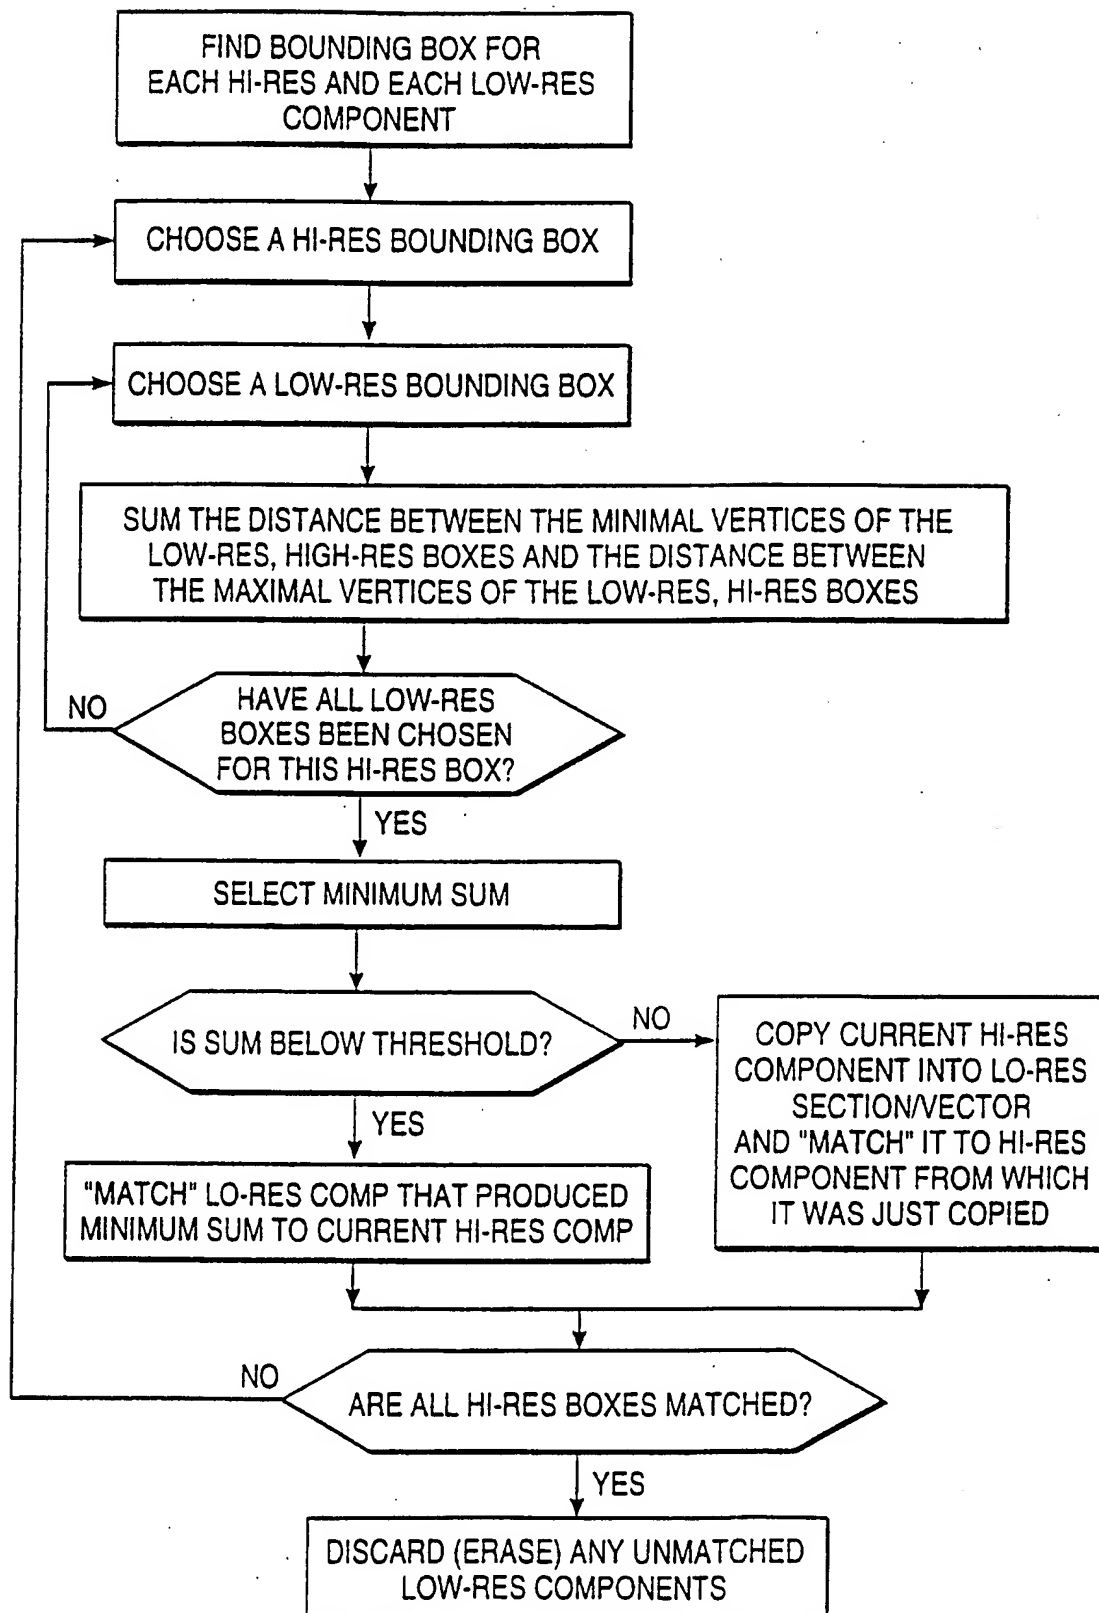 FIND BOUNDING BOX FOR
EACH HI-RES AND EACH LOW-RES
COMPONENT
CHOOSE A HI-RES BOUNDING BOX
CHOOSE A LOW-RES BOUNDING BOX
SUM THE DISTANCE BETWEEN THE MINIMAL VERTICES OF THE
LOW-RES, HIGH-RES BOXES AND THE DISTANCE BETWEEN
THE MAXIMAL VERTICES OF THE LOW-RES, HI-RES BOXES
NO
HAVE ALL LOW-RES
BOXES BEEN CHOSEN
FOR THIS HI-RES BOX?
YES
SELECT MINIMUM SUM
IS SUM BELOW THRESHOLD?
NO
YES
COPY CURRENT HI-RES
COMPONENT INTO LO-RES
SECTION/VECTOR
AND "MATCH" IT TO HI-RES
COMPONENT FROM WHICH
IT WAS JUST COPIED
"MATCH" LO-RES COMP THAT PRODUCED
MINIMUM SUM TO CURRENT HI-RES COMP
NO
ARE ALL HI-RES BOXES MATCHED?
YES
DISCARD (ERASE) ANY UNMATCHED
LOW-RES COMPONENTS